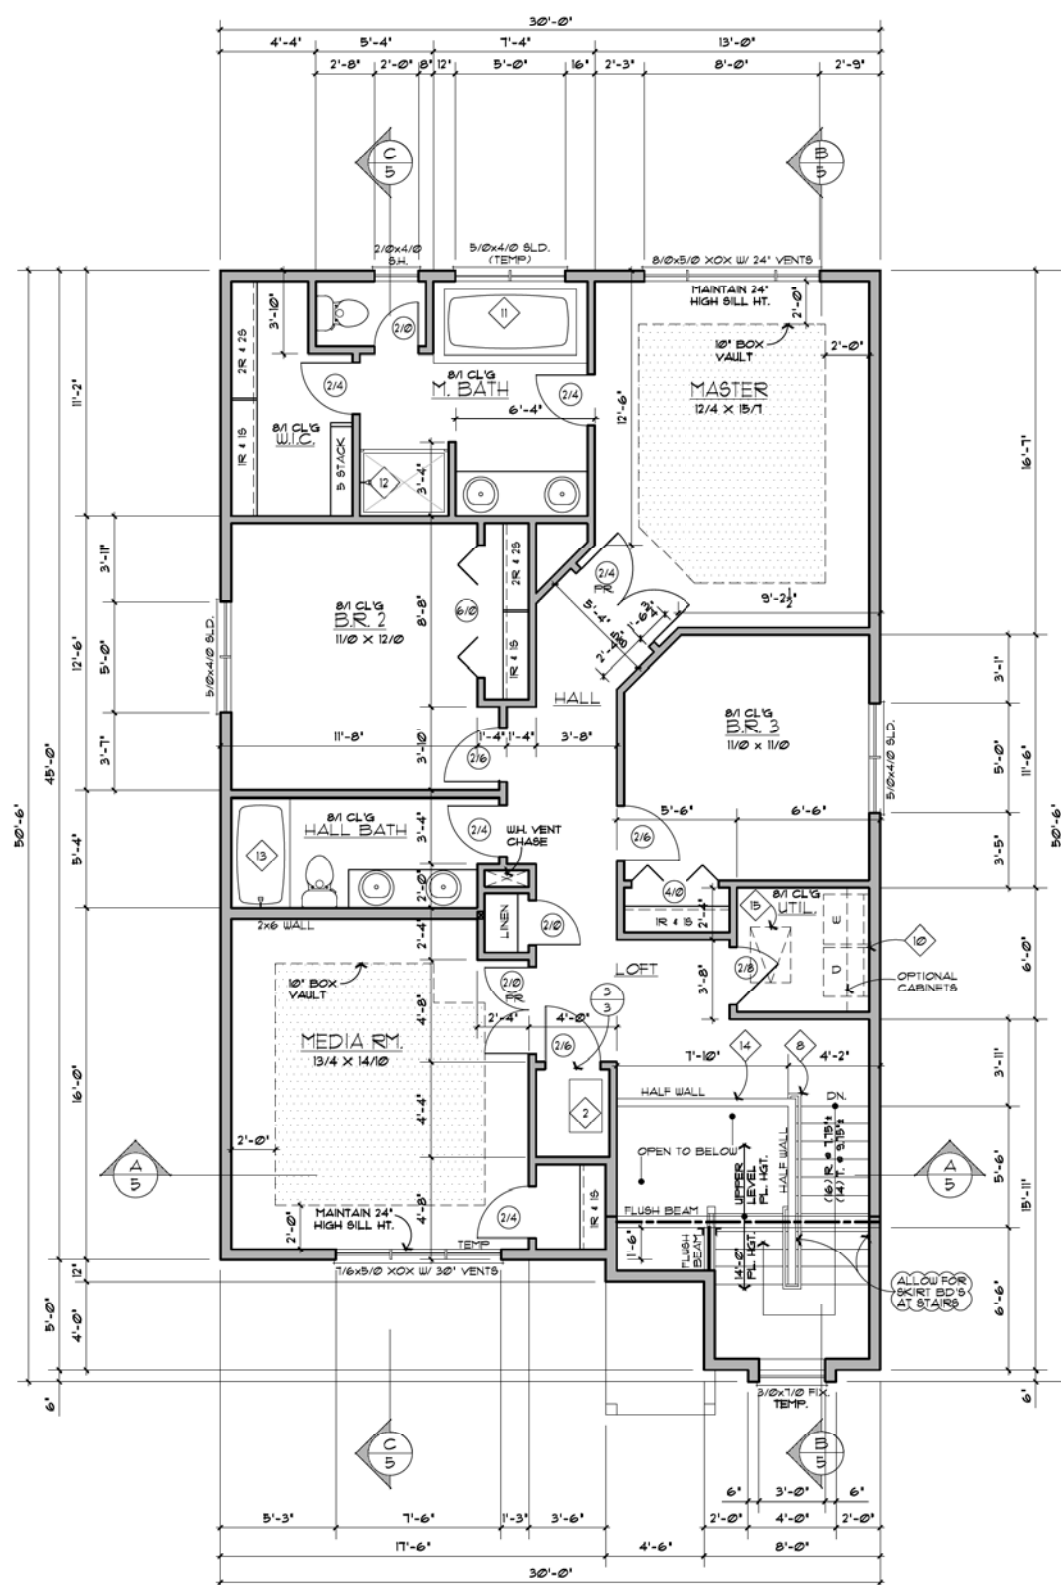 30'-0"
4'-4" 5'-4" 7'-4" 13'-0"
2'-8" 2'-0" 8" 12" 5'-0" 16" 2'-3" 8'-0" 2'-9"
C
5
B
5
2/0x4/0
S.H.
5/0x4/0 SLD.
(TEMP)
8/0x5/0 XOX W/ 24" VENTS
MAINTAIN 24"
HIGH SILL HT.
2'-0"
3'-10"
2/0
11
10" BOX
VAULT
2'-0"
2R & 2S
1R & 1S
2/4
8/1 CL'G
M. BATH
6'-4"
2/4
12'-6"
MASTER
12/4 X 15/7
8/1 CL'G
W.I.C.
5 STACK
12
3'-4"
11'-2"
16'-7"
3'-11"
5'-0"
3'-7"
12'-6"
45'-0"
50'-6"
5/0x4/0 SLD.
8/1 CL'G
B.R. 2
11/0 X 12/0
8'-8"
6/0
2R & 2S
1R & 1S
2/4
PR.
5'-4"
9'-2½"
HALL
8/1 CL'G
B.R. 3
11/0 X 11/0
5/0x4/0 SLD.
3'-1"
5'-0"
3'-5"
11'-6"
50'-6"
11'-8" 1'-4" 1'-4" 3'-8"
3'-10"
2/6
5'-6" 6'-6"
5'-4"
8/1 CL'G
HALL BATH
13
2/4
3'-4"
2'-0"
W.H. VENT
CHASE
2/6
4/0
1R & 1S
2'-4"
8/1 CL'G
UTIL.
15
E
D
10
OPTIONAL
CABINETS
6'-0"
2X6 WALL
LINEN
2/0
2'-4"
LOFT
3'-8"
2/8
10" BOX
VAULT
2/0
PR.
4'-8"
2'-4" 4'-0"
3
3
MEDIA RM.
13/4 X 14/10
2/6
7'-10"
14
8
4'-2"
3'-11"
16'-0"
4'-4"
2
HALF WALL
DN.
HALF WALL
(16) R. @ 7.75"±
(14) T. @ 9.75"±
5'-6"
15'-11"
A
5
A
5
2'-0"
OPEN TO BELOW
UPPER
LEVEL
PL. HGT.
4'-8"
2/4
1R & 1S
2'-0"
MAINTAIN 24"
HIGH SILL HT.
TEMP
7/6x5/0 XOX W/ 30" VENTS
FLUSH BEAM
1'-6"
FLUSH
BEAM
14'-0"
PL. HGT.
ALLOW FOR
SKIRT BD'S
AT STAIRS
6'-6"
12"
5'-0"
4'-0"
6"
6"
3/0x7/0 FIX.
TEMP.
C
5
B
5
6" 3'-0" 6"
5'-3" 7'-6" 1'-3" 3'-6" 2'-0" 4'-0" 2'-0"
17'-6" 4'-6" 8'-0"
30'-0"